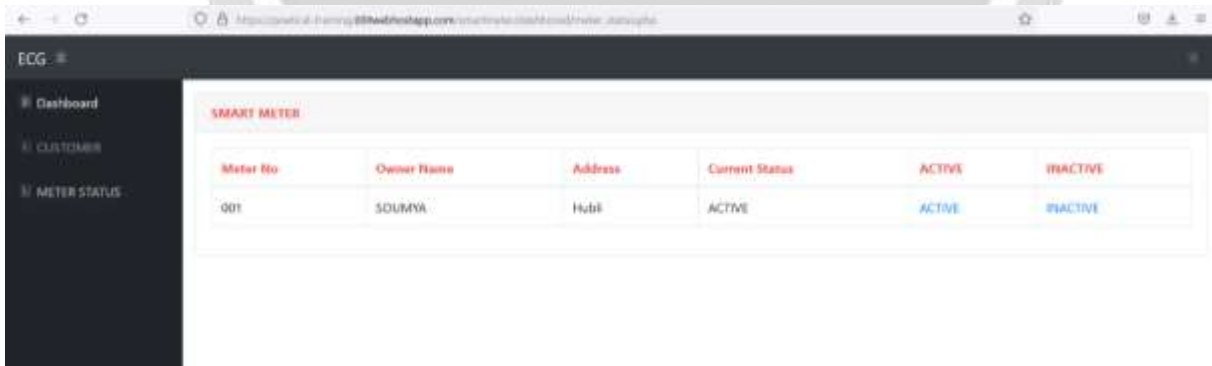 ECG
Dashboard
CUSTOMER
METER STATUS
SMART METER
Meter No Owner Name Address Current Status ACTIVE INACTIVE
001 SOUMYA Hubli ACTIVE ACTIVE INACTIVE